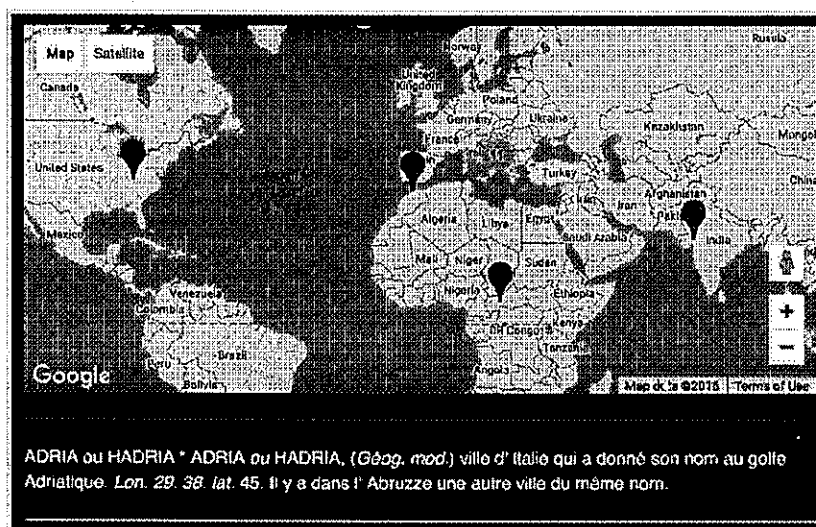 Map Satellite
Norway
Russia
Canada
United Kingdom
Poland
Germany
Ukraine
France
Kazakhstan
Mongol
United States
Turkey
China
Afghanistan
Iran
Pak
Algeria
Libya
Egypt
Saudi Arabia
India
Mexico
Mali
Niger
Sudan
Nigeria
Ethiopia
Venezuela
Colombia
DR Congo
Kenya
Tanzan
Brazil
Peru
Angola
Bolivia
+
−
Google
©2015 Terms of Use
ADRIA ou HADRIA * ADRIA ou HADRIA, (Géog. mod.) ville d' Italie qui a donné son nom au golfe
Adriatique. Lon. 29. 38. lat. 45. Il y a dans l' Abruzze une autre ville du même nom.